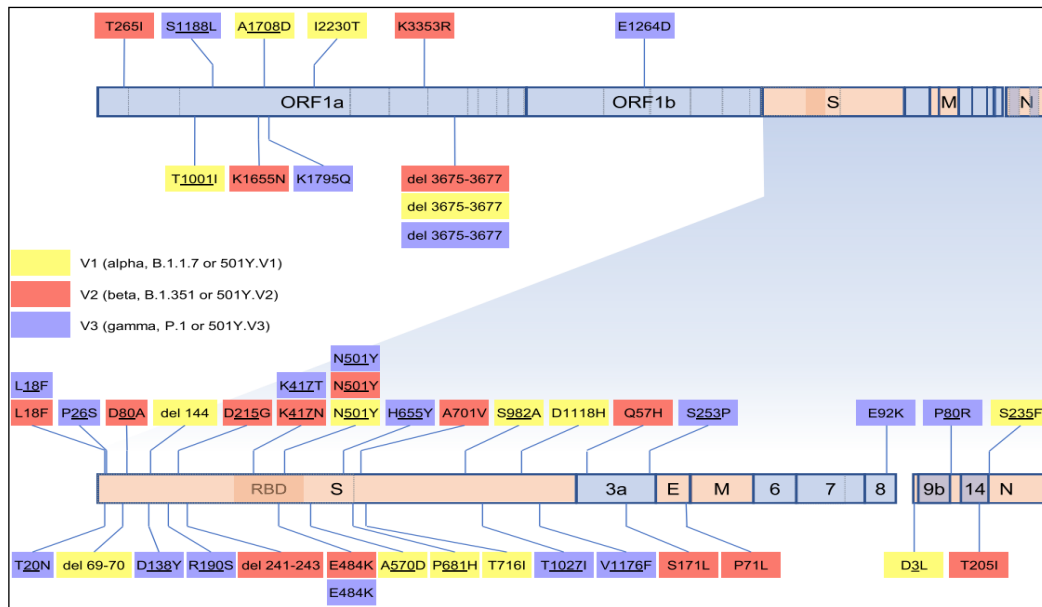 T265I S1188L A1708D I2230T K3353R E1264D
ORF1a ORF1b S M N
T1001I K1655N K1795Q del 3675-3677
del 3675-3677
del 3675-3677
V1 (alpha, B.1.1.7 or 501Y.V1)
V2 (beta, B.1.351 or 501Y.V2)
V3 (gamma, P.1 or 501Y.V3)
N501Y
L18F K417T N501Y
L18F P26S D80A del 144 D215G K417N N501Y H655Y A701V S982A D1118H Q57H S253P E92K P80R S235F
RBD S 3a E M 6 7 8 9b 14 N
T20N del 69-70 D138Y R190S del 241-243 E484K A570D P681H T716I T1027I V1176F S171L P71L D3L T205I
E484K